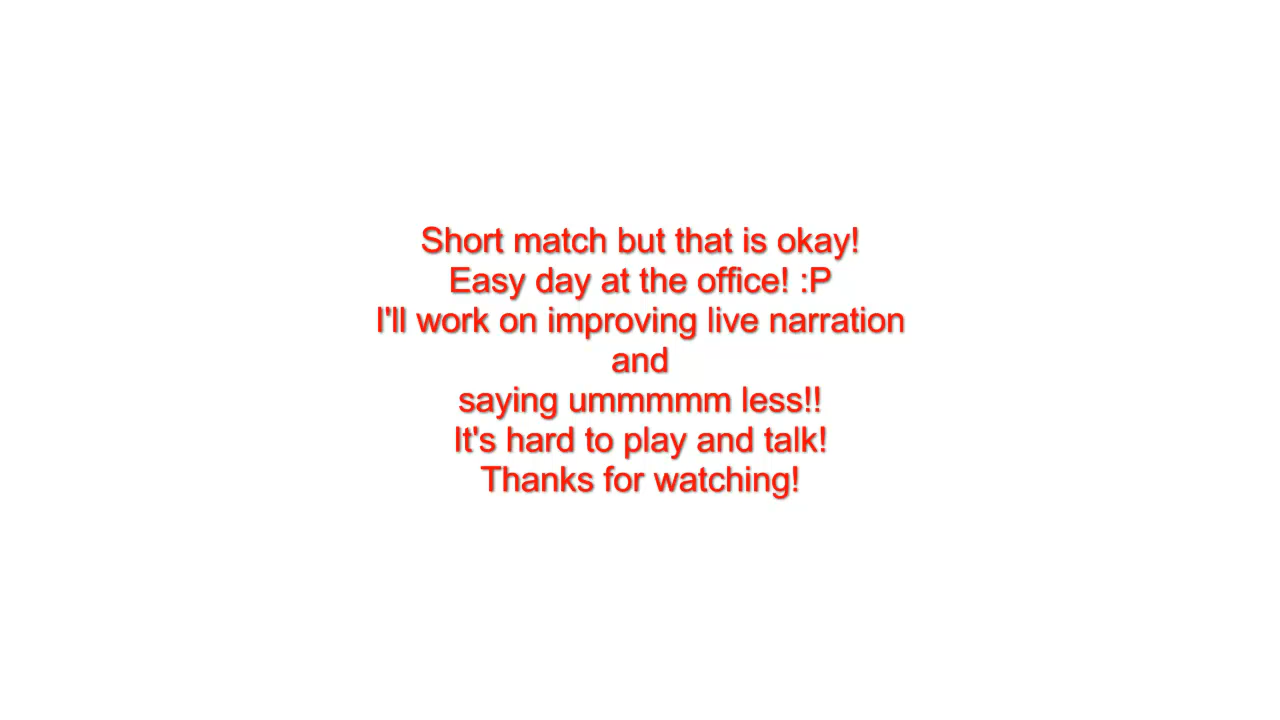 Short match but that is okay!
Easy day at the office! :P
I'll work on improving live narration
and
saying ummmmm less!!
It's hard to play and talk!
Thanks for watching!